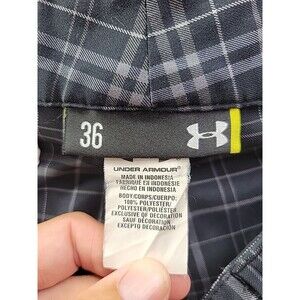 36
UNDER ARMOUR®
MADE IN INDONESIA
FABRIQUÉ EN INDONÉSIE
HECHO EN INDONESIA
BODY/CORPS/CUERPO:
100% POLYESTER/
POLYESTER/POLIÉSTER
EXCLUSIVE OF DECORATION
SAUF DÉCORATION
EXCEPTO DECORACIÓN